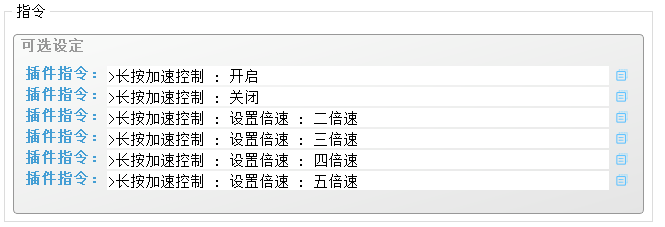 指令
可选设定
插件指令： >长按加速控制 : 开启
插件指令： >长按加速控制 : 关闭
插件指令： >长按加速控制 : 设置倍速 : 二倍速
插件指令： >长按加速控制 : 设置倍速 : 三倍速
插件指令： >长按加速控制 : 设置倍速 : 四倍速
插件指令： >长按加速控制 : 设置倍速 : 五倍速